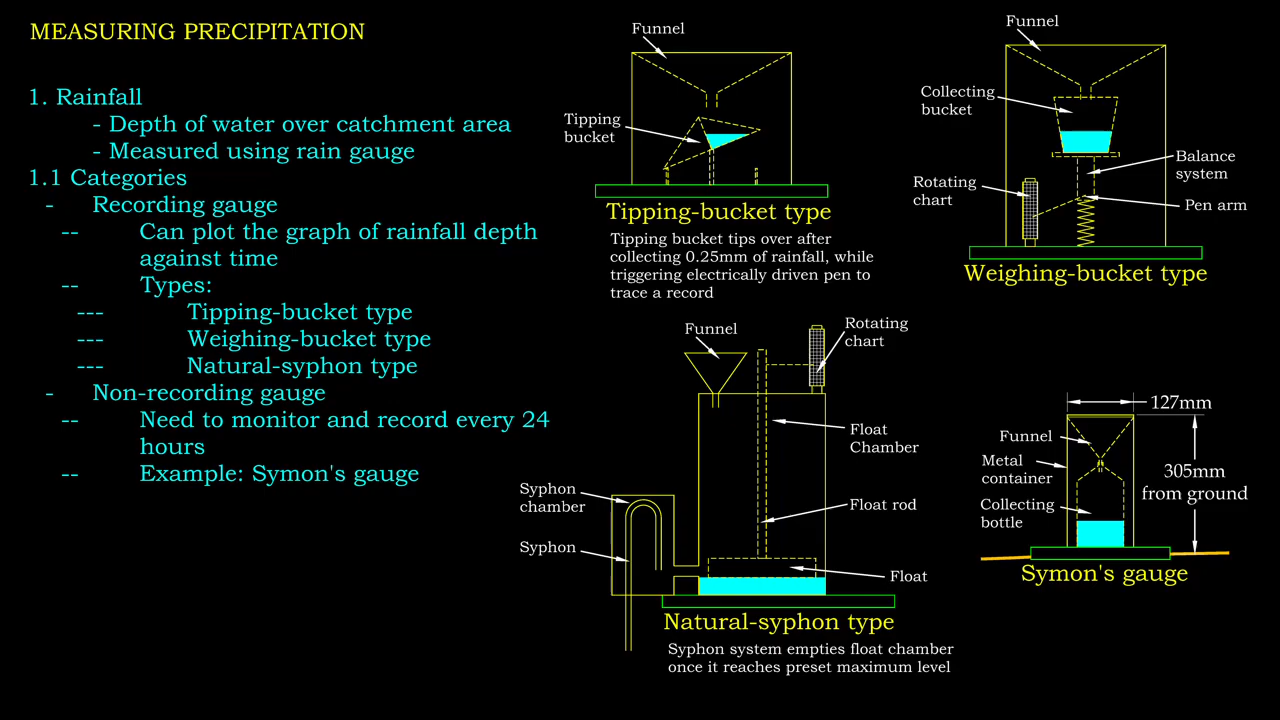 MEASURING PRECIPITATION
1. Rainfall
- Depth of water over catchment area
- Measured using rain gauge
1.1 Categories
- Recording gauge
-- Can plot the graph of rainfall depth
against time
-- Types:
--- Tipping-bucket type
--- Weighing-bucket type
--- Natural-syphon type
- Non-recording gauge
-- Need to monitor and record every 24
hours
-- Example: Symon's gauge
Funnel
Tipping
bucket
Tipping-bucket type
Tipping bucket tips over after
collecting 0.25mm of rainfall, while
triggering electrically driven pen to
trace a record
Funnel
Collecting
bucket
Balance
system
Rotating
chart
Pen arm
Weighing-bucket type
Funnel
Rotating
chart
Float
Chamber
Syphon
chamber
Float rod
Syphon
Float
Natural-syphon type
Syphon system empties float chamber
once it reaches preset maximum level
127mm
Funnel
Metal
container
305mm
from ground
Collecting
bottle
Symon's gauge